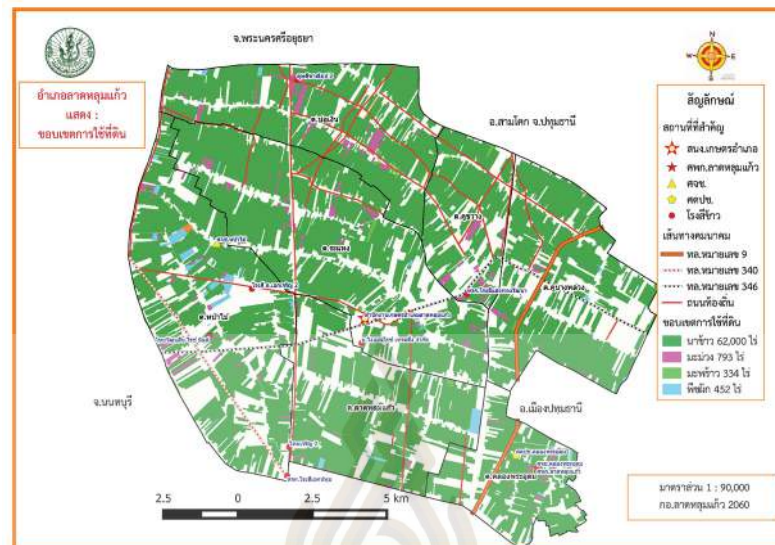 จ.พระนครศรีอยุธยา
อำเภอลาดหลุมแก้ว
แสดง :
ขอบเขตการใช้ที่ดิน
อ.สามโคก จ.ปทุมธานี
N
W
E
S
ต.บ่อเงิน
ต.คูขวาง
ต.ระแหง
ต.คูบางหลวง
ต.หน้าไม้
ต.ลาดหลุมแก้ว
ต.คลองพระอุดม
จ.นนทบุรี
อ.เมืองปทุมธานี
2.5 0 2.5 5 km
สัญลักษณ์
สถานที่ที่สำคัญ
สนง.เกษตรอำเภอ
ศพก.ลาดหลุมแก้ว
ศจช.
ศดปช.
โรงสีข้าว
เส้นทางคมนาคม
ทล.หมายเลข 9
ทล.หมายเลข 340
ทล.หมายเลข 346
ถนนท้องถิ่น
ขอบเขตการใช้ที่ดิน
นาข้าว 62,000 ไร่
มะม่วง 793 ไร่
มะพร้าว 334 ไร่
พืชผัก 452 ไร่
มาตราส่วน 1 : 90,000
กอ.ลาดหลุมแก้ว 2060